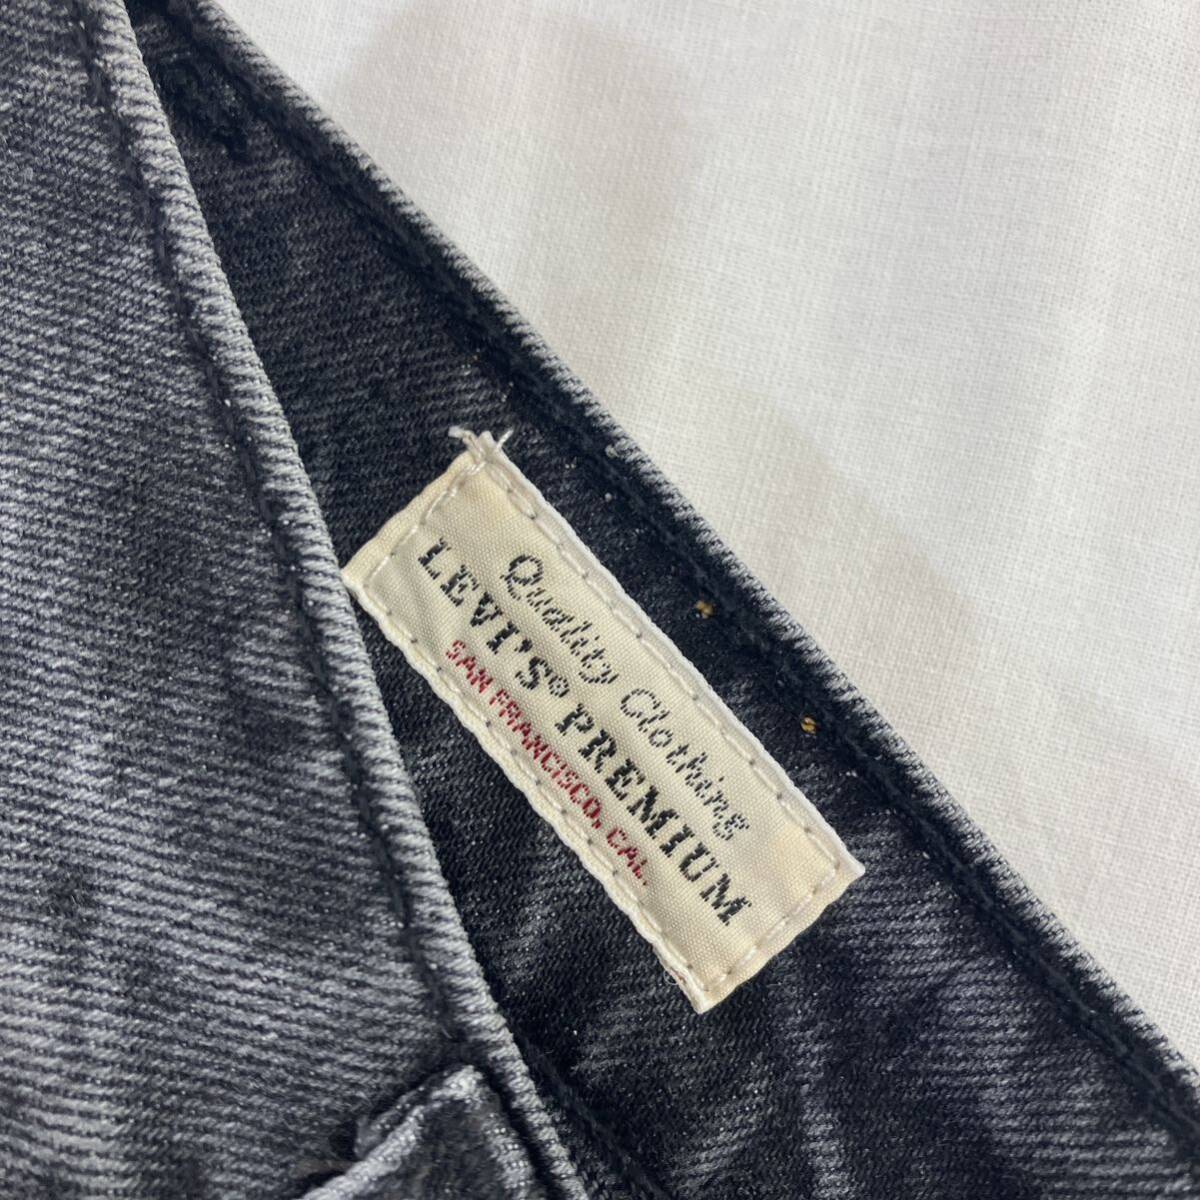 Quality Clothing
LEVI'S® PREMIUM
SAN FRANCISCO, CAL.